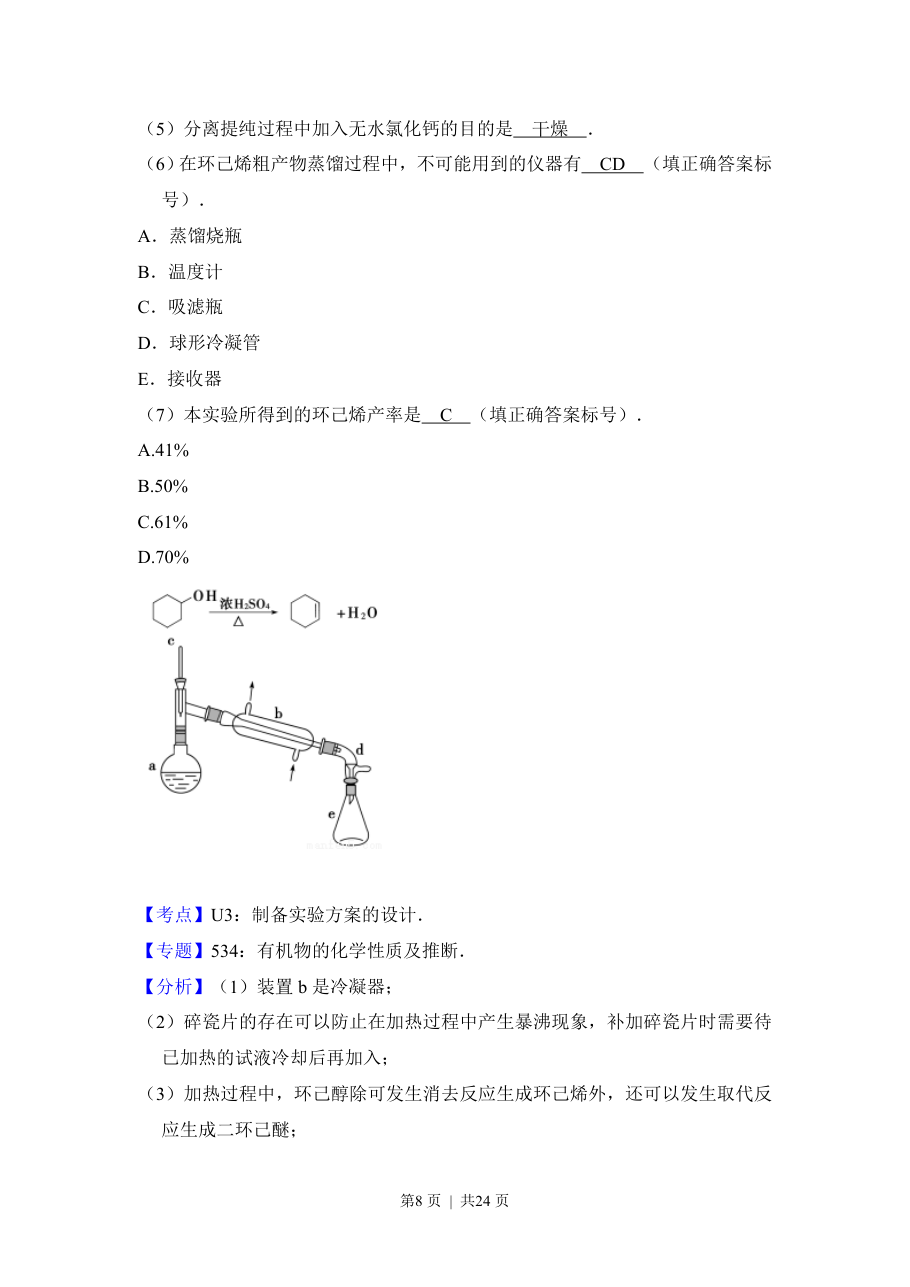 （5）分离提纯过程中加入无水氯化钙的目的是　干燥　．
（6）在环己烯粗产物蒸馏过程中，不可能用到的仪器有　CD　（填正确答案标
号）．
A．蒸馏烧瓶
B．温度计
C．吸滤瓶
D．球形冷凝管
E．接收器
（7）本实验所得到的环己烯产率是　C　（填正确答案标号）．
A.41%
B.50%
C.61%
D.70%
OH 浓H₂SO₄ △ +H₂O
c
b
a
d
e
【考点】U3：制备实验方案的设计．
【专题】534：有机物的化学性质及推断．
【分析】（1）装置 b 是冷凝器；
（2）碎瓷片的存在可以防止在加热过程中产生暴沸现象，补加碎瓷片时需要待
已加热的试液冷却后再加入；
（3）加热过程中，环己醇除可发生消去反应生成环己烯外，还可以发生取代反
应生成二环己醚；
第8 页 | 共24 页